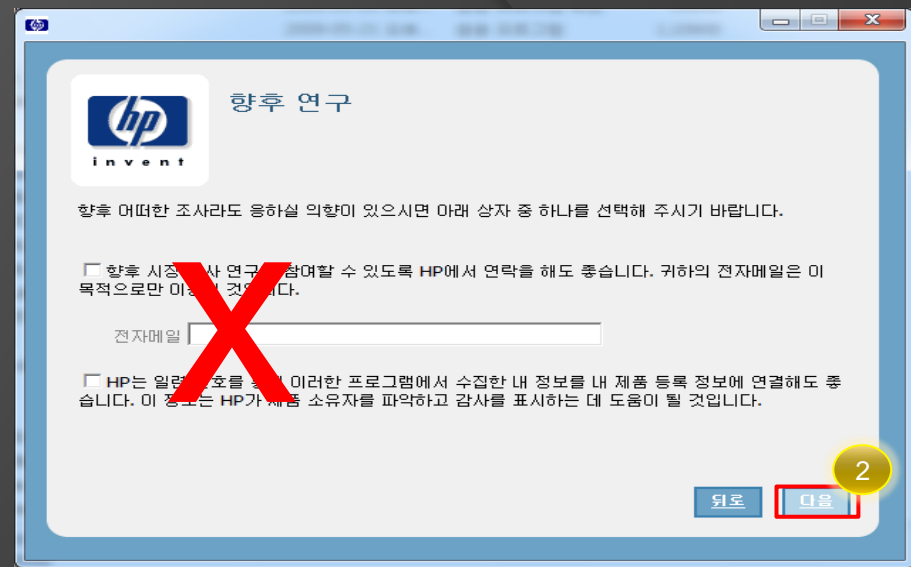 hp
invent
향후 연구
향후 어떠한 조사라도 응하실 의향이 있으시면 아래 상자 중 하나를 선택해 주시기 바랍니다.
향후 시장 사 연구 참여할 수 있도록 HP에서 연락을 해도 좋습니다. 귀하의 전자메일은 이
목적으로만 이 것 다.
전자메일
X
HP는 일련 호를 이러한 프로그램에서 수집한 내 정보를 내 제품 등록 정보에 연결해도 좋
습니다. 이 정보는 HP가 제품 소유자를 파악하고 감사를 표시하는 데 도움이 될 것입니다.
2
뒤로
다음